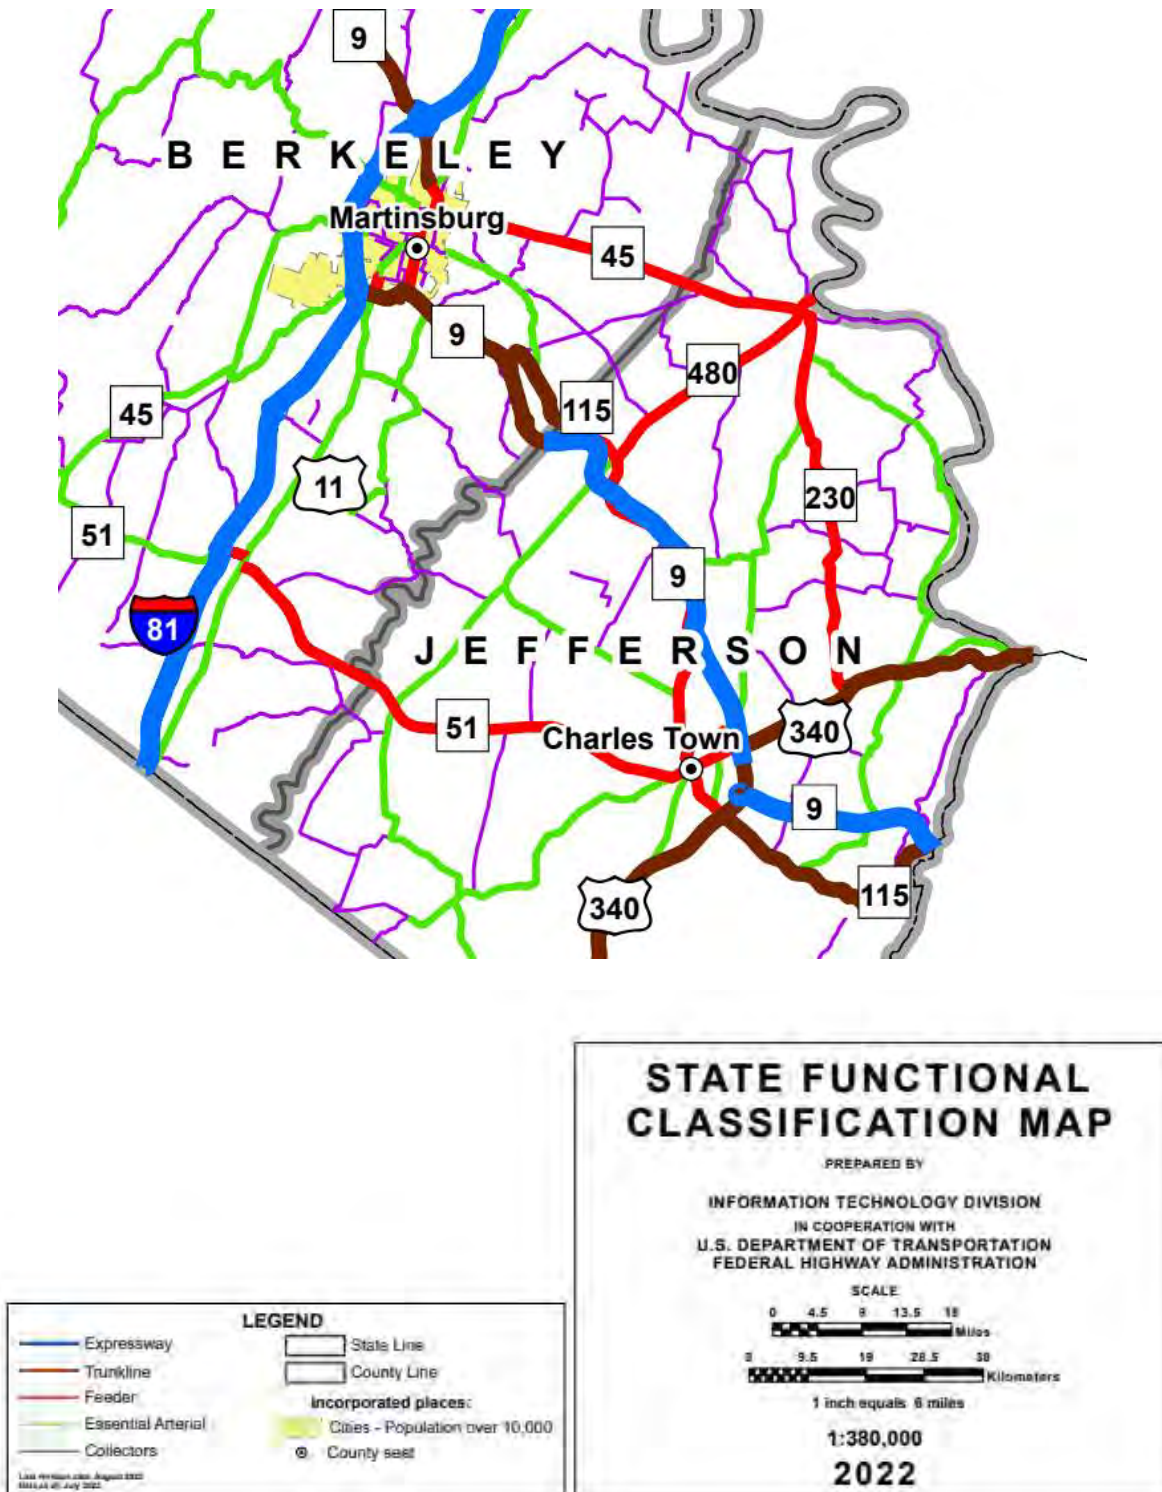 9
B E R K E L E Y
Martinsburg
45
9
480
115
45
11
230
51
9
81
J E F F E R S O N
51
Charles Town
340
9
115
340
STATE FUNCTIONAL
CLASSIFICATION MAP
PREPARED BY
INFORMATION TECHNOLOGY DIVISION
IN COOPERATION WITH
U.S. DEPARTMENT OF TRANSPORTATION
FEDERAL HIGHWAY ADMINISTRATION
SCALE
0 4.5 9 13.5 18
Miles
9.5 19 28.5 38
Kilometers
1 inch equals 6 miles
1:380,000
2022
LEGEND
Expressway
Trunkline
Feeder
Essential Arterial
Collectors
State Line
County Line
Incorporated places:
Cities - Population over 10,000
County seat